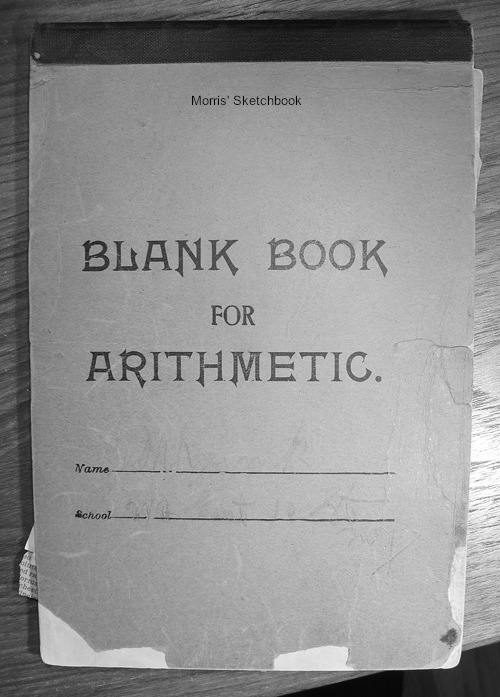 Morris' Sketchbook
BLANK BOOK
FOR
ARITHMETIC.
Name
School